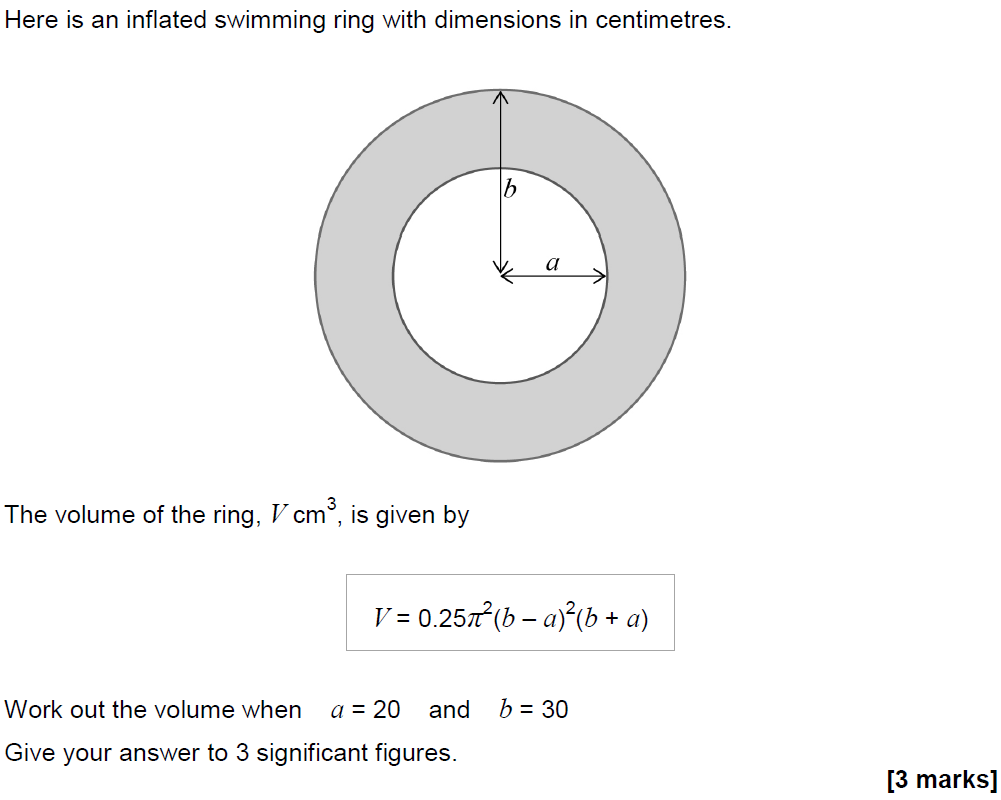 Here is an inflated swimming ring with dimensions in centimetres.
b
a
The volume of the ring, V cm³, is given by
V = 0.25π²(b – a)²(b + a)
Work out the volume when a = 20 and b = 30
Give your answer to 3 significant figures.
[3 marks]